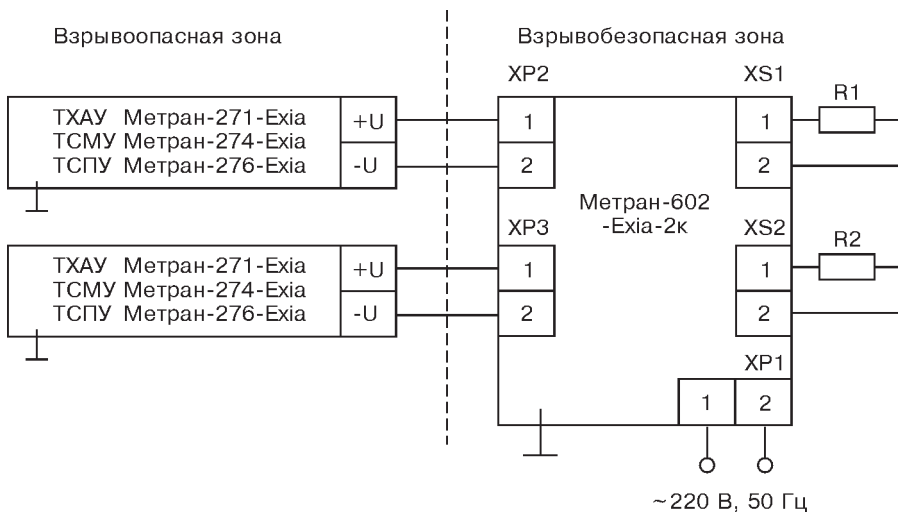 Взрывоопасная зона
Взрывобезопасная зона
XP2
XS1
R1
ТХАУ Метран-271-Exia
ТСМУ Метран-274-Exia
ТСПУ Метран-276-Exia
+U
-U
1
2
1
2
Метран-602
-Exia-2к
XP3
XS2
R2
ТХАУ Метран-271-Exia
ТСМУ Метран-274-Exia
ТСПУ Метран-276-Exia
+U
-U
1
2
1
2
XP1
1
2
~220 В, 50 Гц